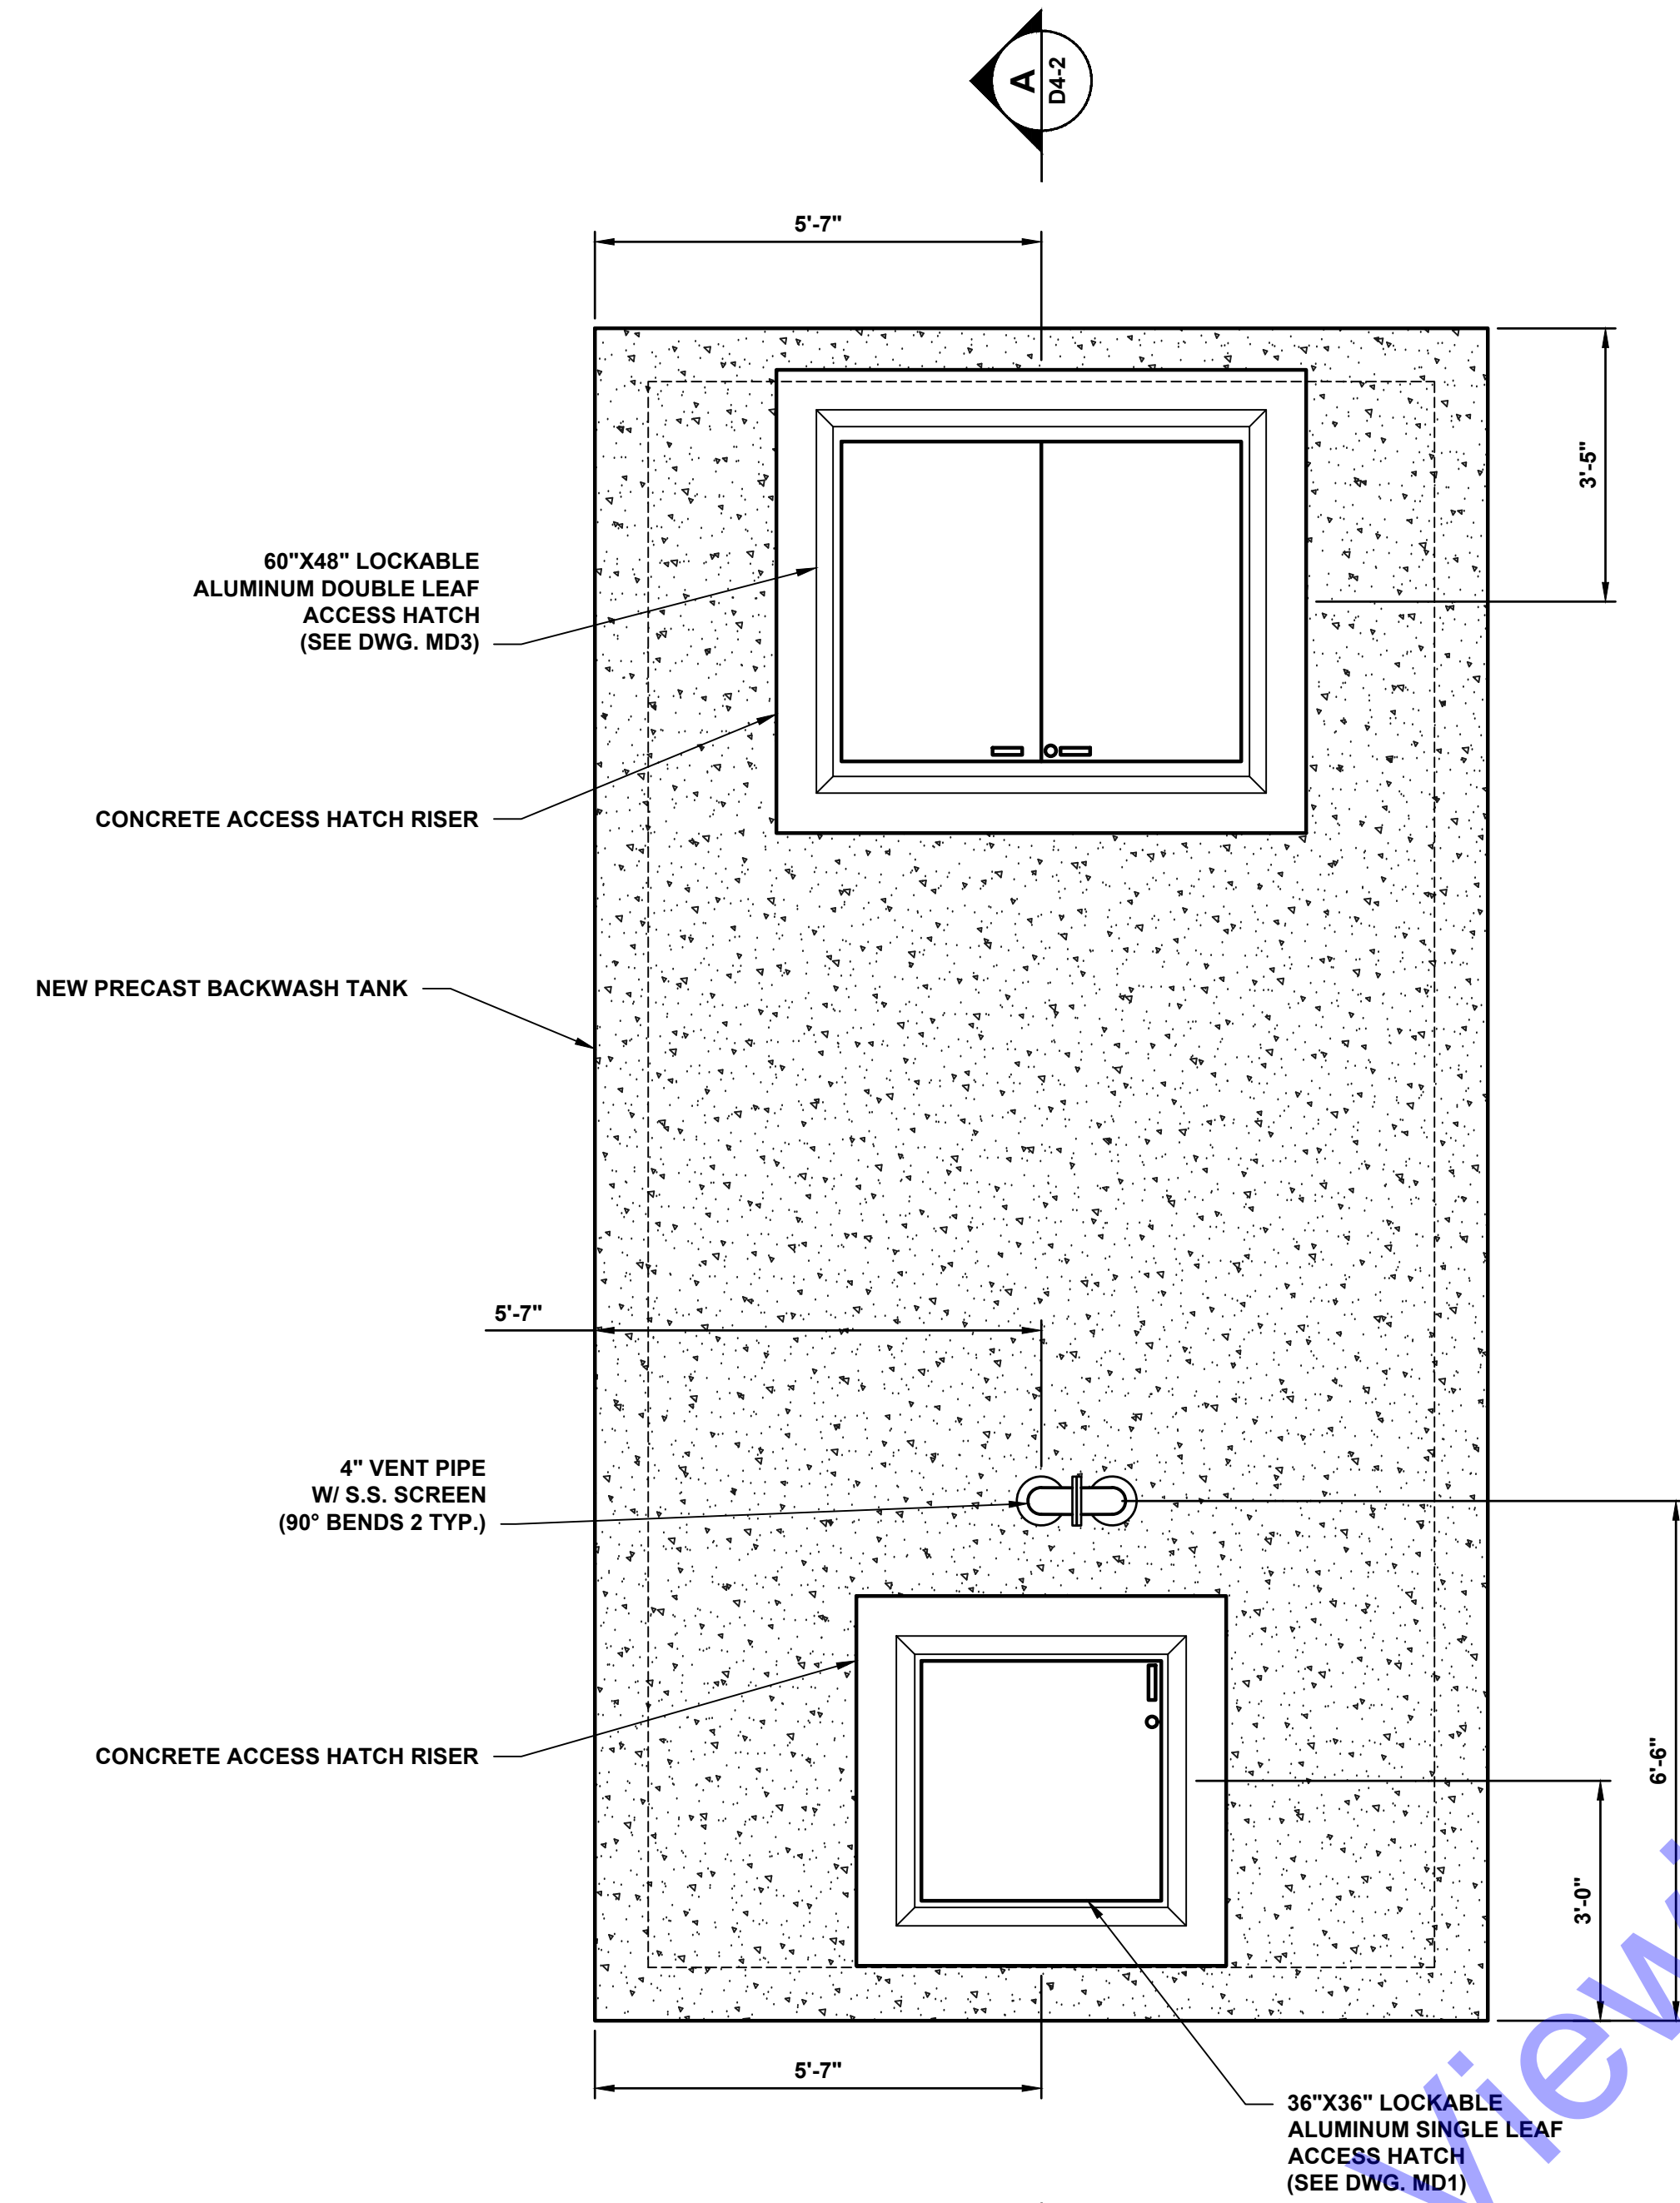 A
D4-2
5'-7"
3'-5"
60"X48" LOCKABLE
ALUMINUM DOUBLE LEAF
ACCESS HATCH
(SEE DWG. MD3)
CONCRETE ACCESS HATCH RISER
NEW PRECAST BACKWASH TANK
5'-7"
4" VENT PIPE
W/ S.S. SCREEN
(90° BENDS 2 TYP.)
CONCRETE ACCESS HATCH RISER
6'-6"
3'-0"
5'-7"
36"X36" LOCKABLE
ALUMINUM SINGLE LEAF
ACCESS HATCH
(SEE DWG. MD1)
View